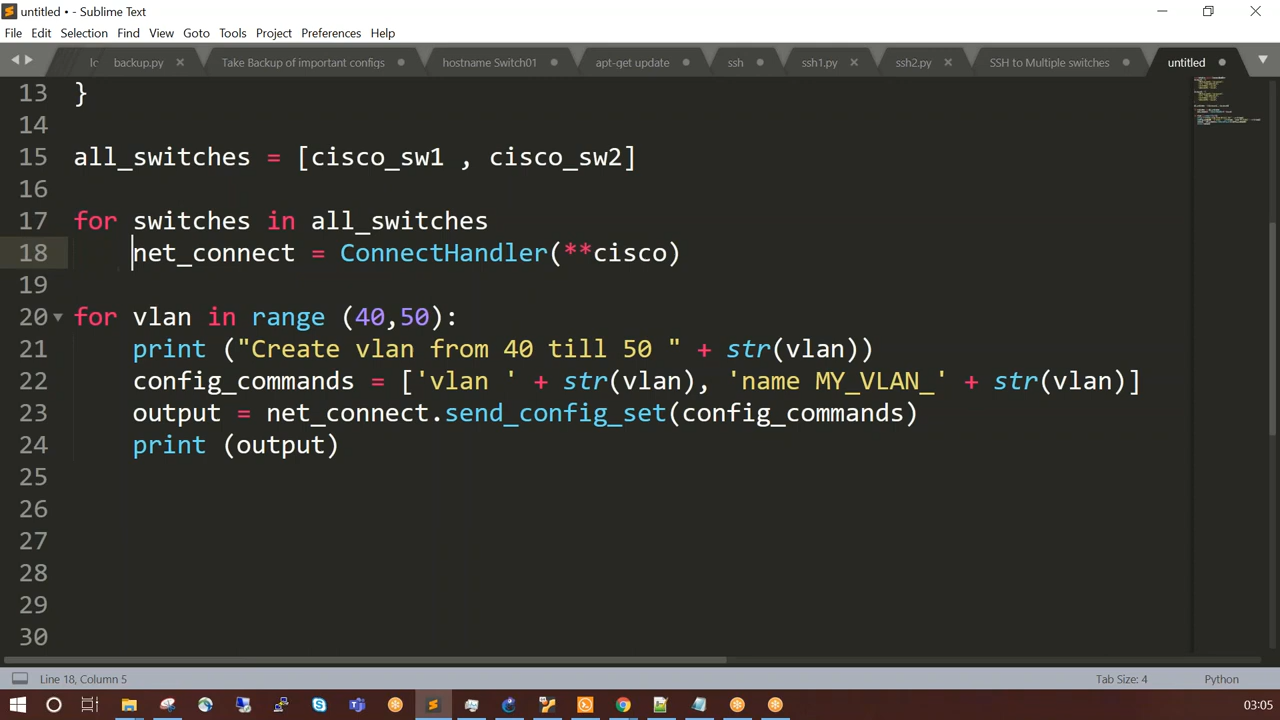 untitled • - Sublime Text
File Edit Selection Find View Goto Tools Project Preferences Help
backup.py Take Backup of important configs hostname Switch01 apt-get update ssh ssh1.py ssh2.py SSH to Multiple switches untitled
13 }
14
15 all_switches = [cisco_sw1 , cisco_sw2]
16
17 for switches in all_switches
18 net_connect = ConnectHandler(**cisco)
19
20 for vlan in range (40,50):
21 print ("Create vlan from 40 till 50 " + str(vlan))
22 config_commands = ['vlan ' + str(vlan), 'name MY_VLAN_' + str(vlan)]
23 output = net_connect.send_config_set(config_commands)
24 print (output)
25
26
27
28
29
30
Line 18, Column 5 Tab Size: 4 Python
03:05